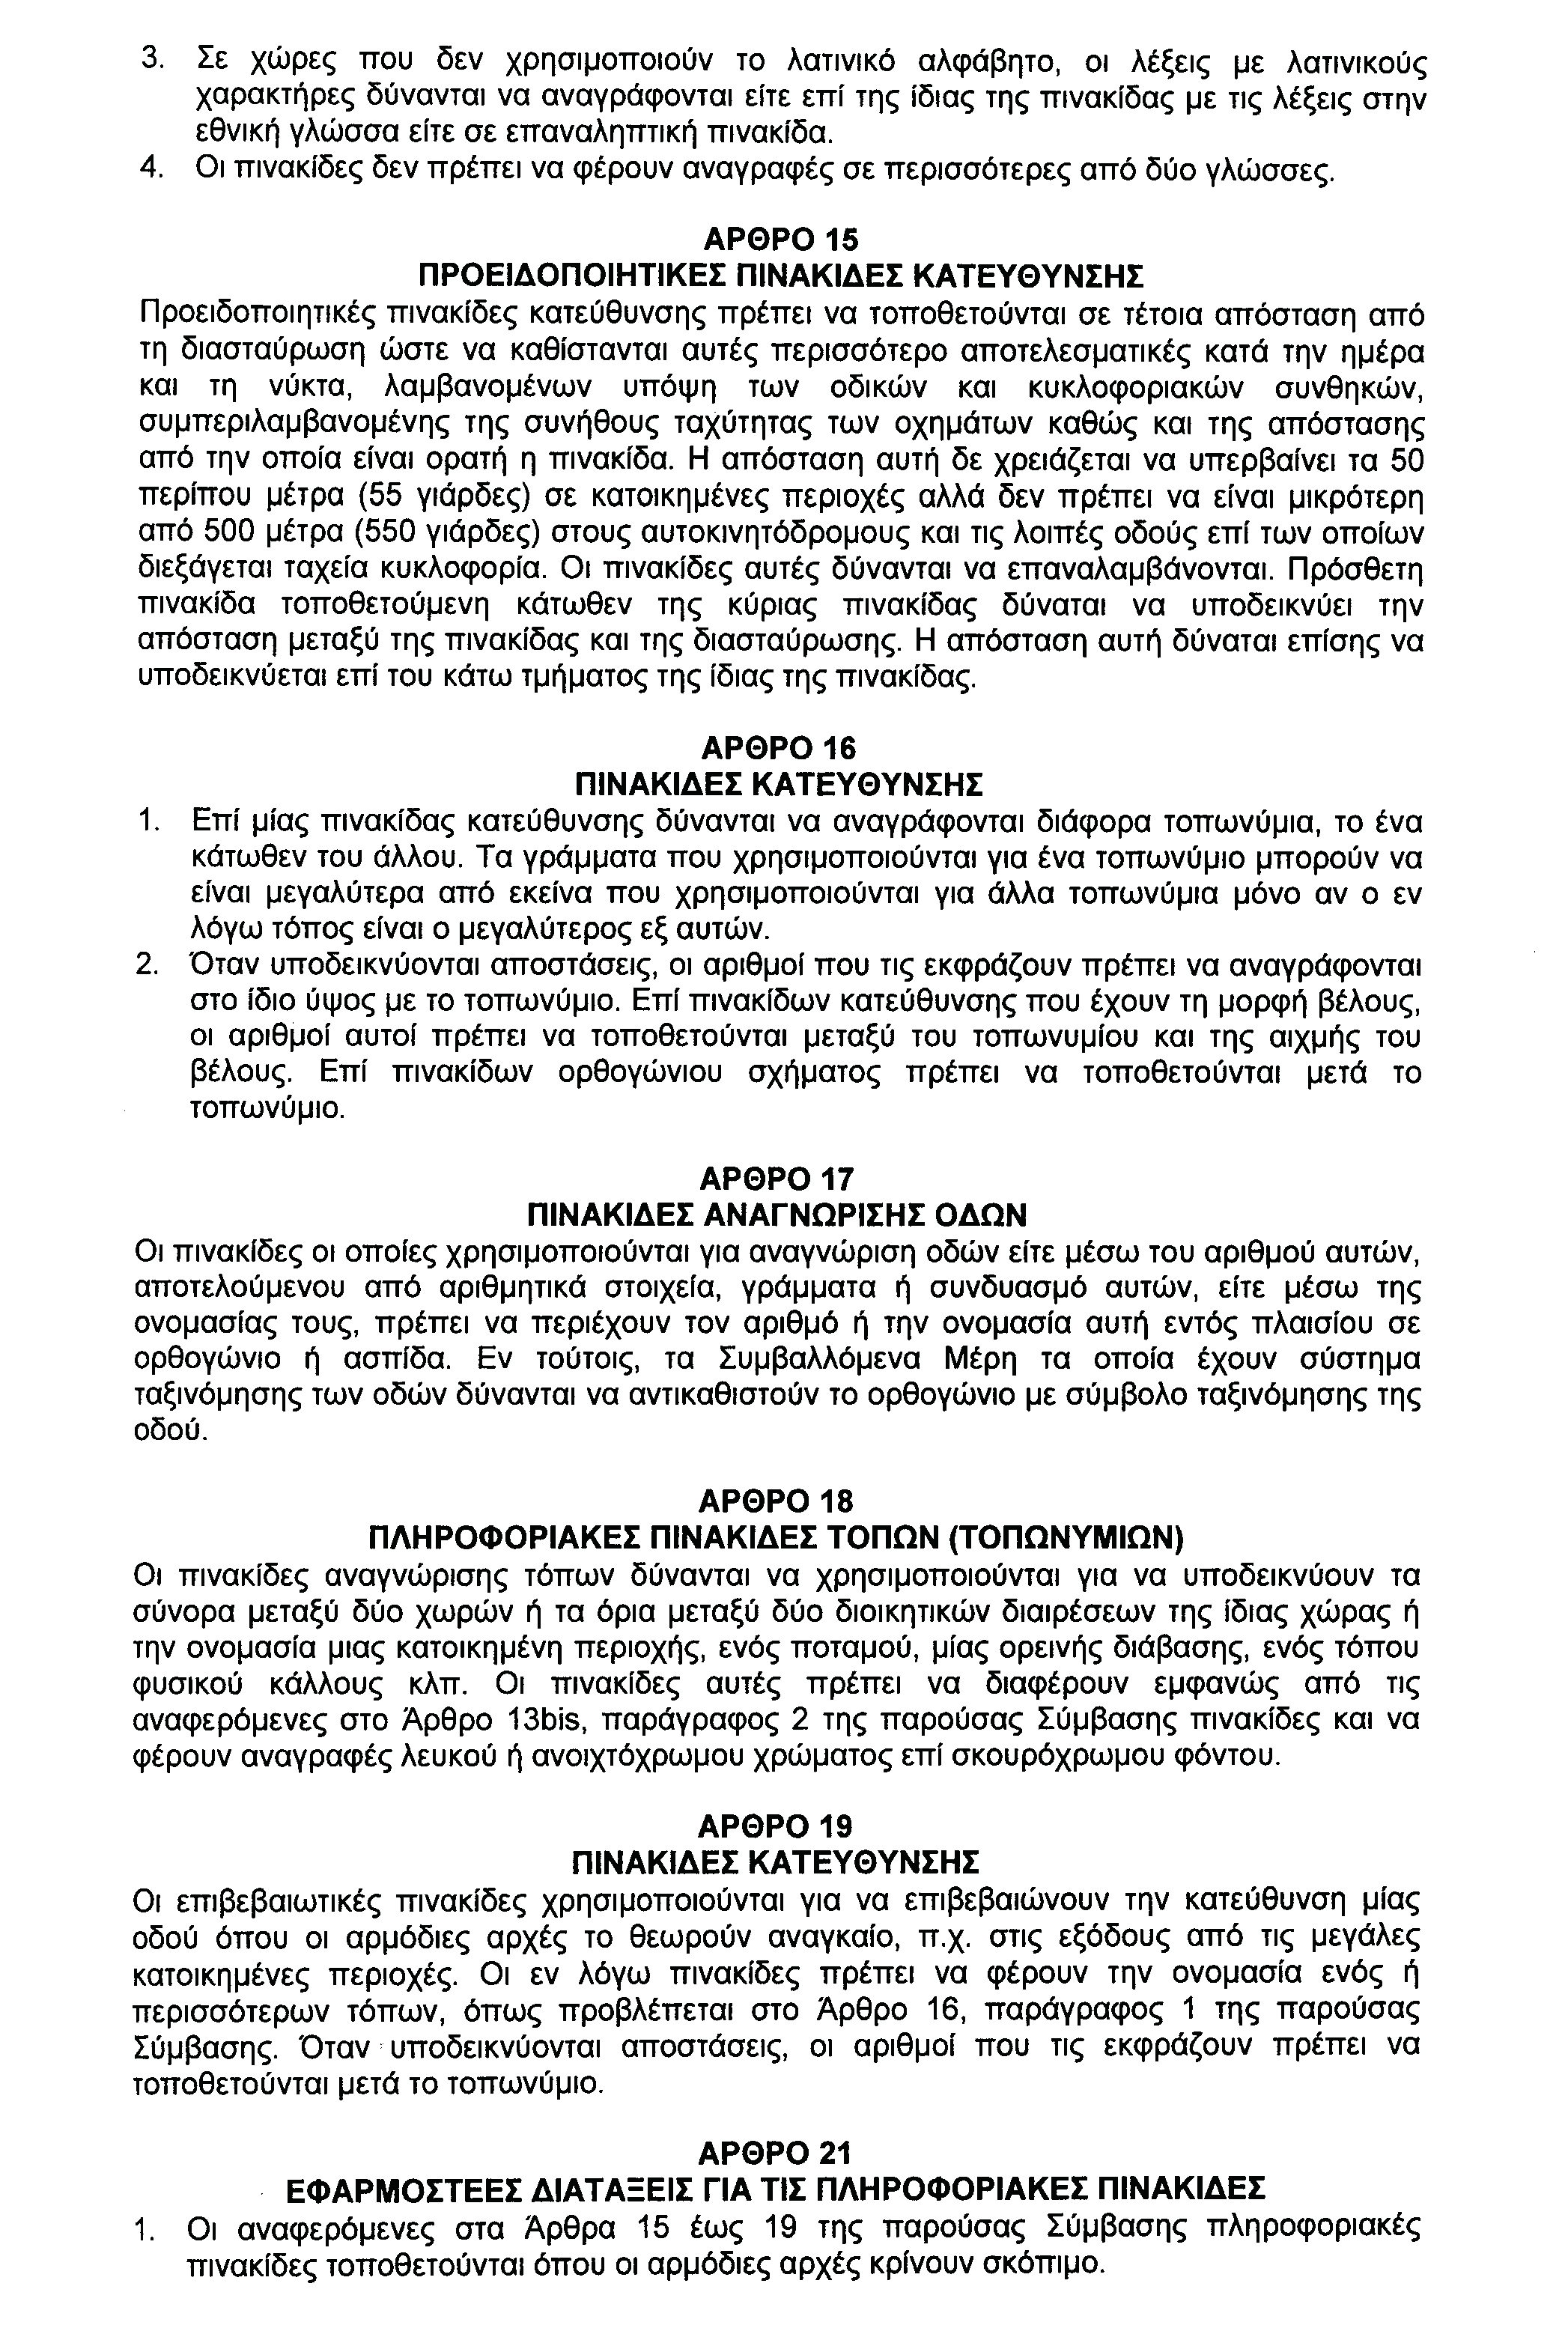 3. Σε χώρες που δεν χρησιμοποιούν το λατινικό αλφάβητο, οι λέξεις με λατινικούς
χαρακτήρες δύνανται να αναγράφονται είτε επί της ίδιας της πινακίδας με τις λέξεις στην
εθνική γλώσσα είτε σε επαναληπτική πινακίδα.
4. Οι πινακίδες δεν πρέπει να φέρουν αναγραφές σε περισσότερες από δύο γλώσσες.
ΑΡΘΡΟ 15
ΠΡΟΕΙΔΟΠΟΙΗΤΙΚΕΣ ΠΙΝΑΚΙΔΕΣ ΚΑΤΕΥΘΥΝΣΗΣ
Προειδοποιητικές πινακίδες κατεύθυνσης πρέπει να τοποθετούνται σε τέτοια απόσταση από
τη διασταύρωση ώστε να καθίστανται αυτές περισσότερο αποτελεσματικές κατά την ημέρα
και τη νύκτα, λαμβανομένων υπόψη των οδικών και κυκλοφοριακών συνθηκών,
συμπεριλαμβανομένης της συνήθους ταχύτητας των οχημάτων καθώς και της απόστασης
από την οποία είναι ορατή η πινακίδα. Η απόσταση αυτή δε χρειάζεται να υπερβαίνει τα 50
περίπου μέτρα (55 γιάρδες) σε κατοικημένες περιοχές αλλά δεν πρέπει να είναι μικρότερη
από 500 μέτρα (550 γιάρδες) στους αυτοκινητόδρομους και τις λοιπές οδούς επί των οποίων
διεξάγεται ταχεία κυκλοφορία. Οι πινακίδες αυτές δύνανται να επαναλαμβάνονται. Πρόσθετη
πινακίδα τοποθετούμενη κάτωθεν της κύριας πινακίδας δύναται να υποδεικνύει την
απόσταση μεταξύ της πινακίδας και της διασταύρωσης. Η απόσταση αυτή δύναται επίσης να
υποδεικνύεται επί του κάτω τμήματος της ίδιας της πινακίδας.
ΑΡΘΡΟ 16
ΠΙΝΑΚΙΔΕΣ ΚΑΤΕΥΘΥΝΣΗΣ
1. Επί μίας πινακίδας κατεύθυνσης δύνανται να αναγράφονται διάφορα τοπωνύμια, το ένα
κάτωθεν του άλλου. Τα γράμματα που χρησιμοποιούνται για ένα τοπωνύμιο μπορούν να
είναι μεγαλύτερα από εκείνα που χρησιμοποιούνται για άλλα τοπωνύμια μόνο αν ο εν
λόγω τόπος είναι ο μεγαλύτερος εξ αυτών.
2. Όταν υποδεικνύονται αποστάσεις, οι αριθμοί που τις εκφράζουν πρέπει να αναγράφονται
στο ίδιο ύψος με το τοπωνύμιο. Επί πινακίδων κατεύθυνσης που έχουν τη μορφή βέλους,
οι αριθμοί αυτοί πρέπει να τοποθετούνται μεταξύ του τοπωνυμίου και της αιχμής του
βέλους. Επί πινακίδων ορθογώνιου σχήματος πρέπει να τοποθετούνται μετά το
τοπωνύμιο.
ΑΡΘΡΟ 17
ΠΙΝΑΚΙΔΕΣ ΑΝΑΓΝΩΡΙΣΗΣ ΟΔΩΝ
Οι πινακίδες οι οποίες χρησιμοποιούνται για αναγνώριση οδών είτε μέσω του αριθμού αυτών,
αποτελούμενου από αριθμητικά στοιχεία, γράμματα ή συνδυασμό αυτών, είτε μέσω της
ονομασίας τους, πρέπει να περιέχουν τον αριθμό ή την ονομασία αυτή εντός πλαισίου σε
ορθογώνιο ή ασπίδα. Εν τούτοις, τα Συμβαλλόμενα Μέρη τα οποία έχουν σύστημα
ταξινόμησης των οδών δύνανται να αντικαθιστούν το ορθογώνιο με σύμβολο ταξινόμησης της
οδού.
ΑΡΘΡΟ 18
ΠΛΗΡΟΦΟΡΙΑΚΕΣ ΠΙΝΑΚΙΔΕΣ ΤΟΠΩΝ (ΤΟΠΩΝΥΜΙΩΝ)
Οι πινακίδες αναγνώρισης τόπων δύνανται να χρησιμοποιούνται για να υποδεικνύουν τα
σύνορα μεταξύ δύο χωρών ή τα όρια μεταξύ δύο διοικητικών διαιρέσεων της ίδιας χώρας ή
την ονομασία μιας κατοικημένη περιοχής, ενός ποταμού, μίας ορεινής διάβασης, ενός τόπου
φυσικού κάλλους κλπ. Οι πινακίδες αυτές πρέπει να διαφέρουν εμφανώς από τις
αναφερόμενες στο Άρθρο 13bis, παράγραφος 2 της παρούσας Σύμβασης πινακίδες και να
φέρουν αναγραφές λευκού ή ανοιχτόχρωμου χρώματος επί σκουρόχρωμου φόντου.
ΑΡΘΡΟ 19
ΠΙΝΑΚΙΔΕΣ ΚΑΤΕΥΘΥΝΣΗΣ
Οι επιβεβαιωτικές πινακίδες χρησιμοποιούνται για να επιβεβαιώνουν την κατεύθυνση μίας
οδού όπου οι αρμόδιες αρχές το θεωρούν αναγκαίο, π.χ. στις εξόδους από τις μεγάλες
κατοικημένες περιοχές. Οι εν λόγω πινακίδες πρέπει να φέρουν την ονομασία ενός ή
περισσότερων τόπων, όπως προβλέπεται στο Άρθρο 16, παράγραφος 1 της παρούσας
Σύμβασης. Όταν υποδεικνύονται αποστάσεις, οι αριθμοί που τις εκφράζουν πρέπει να
τοποθετούνται μετά το τοπωνύμιο.
ΑΡΘΡΟ 21
ΕΦΑΡΜΟΣΤΕΕΣ ΔΙΑΤΑΞΕΙΣ ΓΙΑ ΤΙΣ ΠΛΗΡΟΦΟΡΙΑΚΕΣ ΠΙΝΑΚΙΔΕΣ
1. Οι αναφερόμενες στα Άρθρα 15 έως 19 της παρούσας Σύμβασης πληροφοριακές
πινακίδες τοποθετούνται όπου οι αρμόδιες αρχές κρίνουν σκόπιμο.